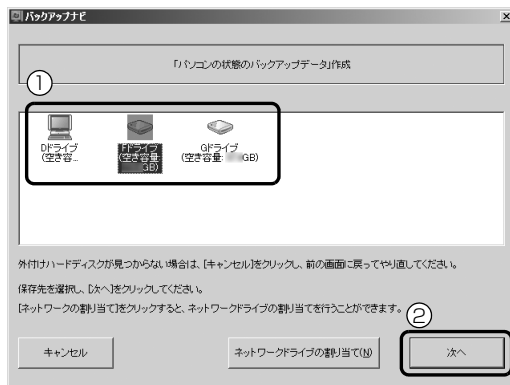 バックアップナビ
「パソコンの状態のバックアップデータ」作成
①
Dドライブ
(空き容...
Fドライブ
(空き容量
GB)
Gドライブ
(空き容量: GB)
外付けハードディスクが見つからない場合は、[キャンセル]をクリックし、前の画面に戻ってやり直してください。
保存先を選択し、[次へ]をクリックしてください。
[ネットワークの割り当て]をクリックすると、ネットワークドライブの割り当てを行うことができます。
②
キャンセル
ネットワークドライブの割り当て(N)
次へ